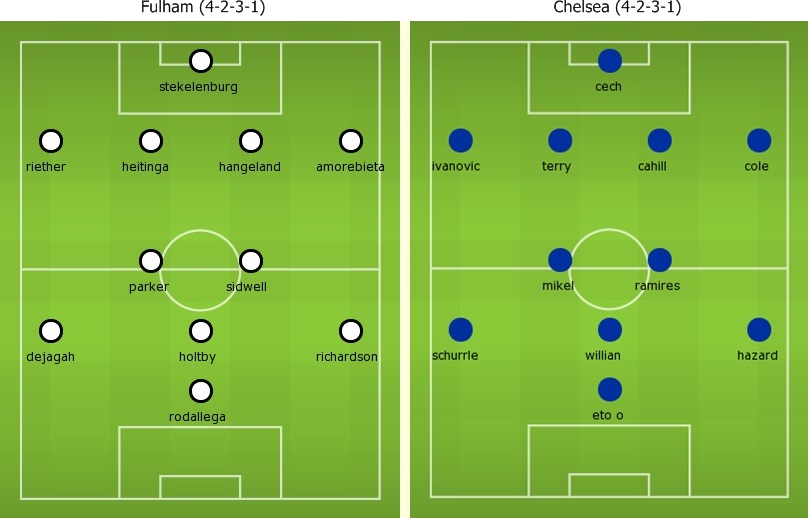 Fulham (4-2-3-1)
stekelenburg
riether heitinga hangeland amorebieta
parker sidwell
dejagah holtby richardson
rodallega
Chelsea (4-2-3-1)
cech
ivanovic terry cahill cole
mikel ramires
schurrle willian hazard
eto o